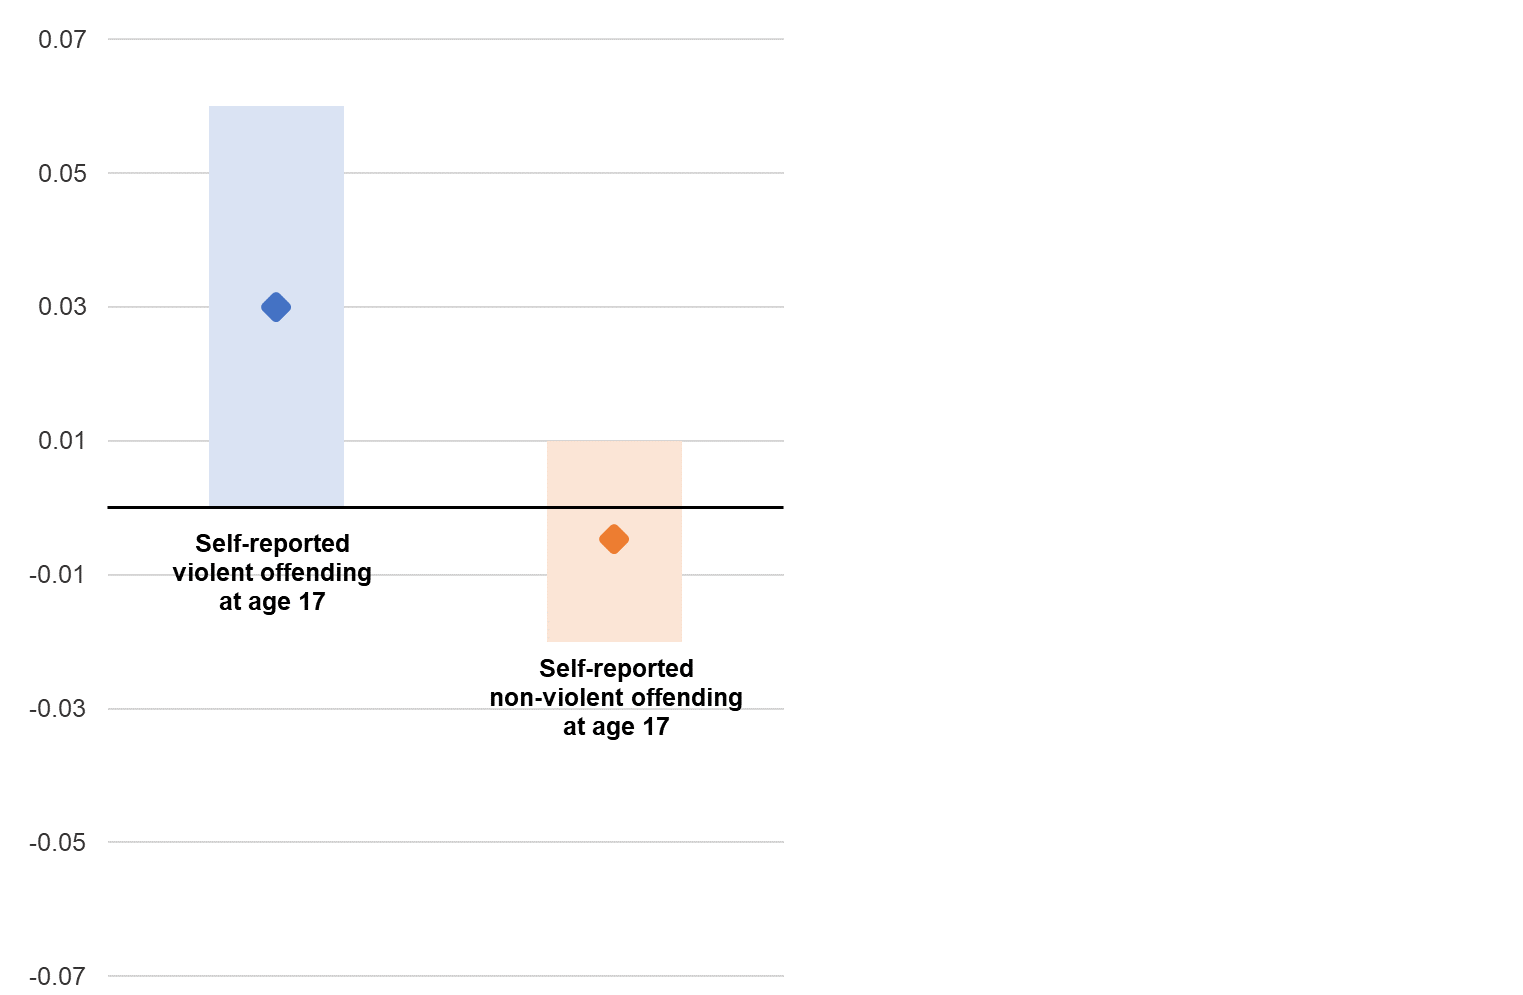 0.07
0.05
0.03
0.01
Self-reported
violent offending
at age 17
-0.01
Self-reported
non-violent offending
at age 17
-0.03
-0.05
-0.07